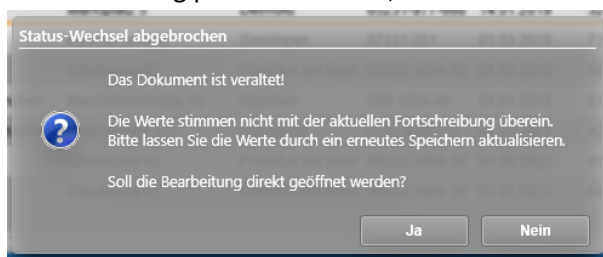 Status-Wechsel abgebrochen
Das Dokument ist veraltet!
Die Werte stimmen nicht mit der aktuellen Fortschreibung überein.
Bitte lassen Sie die Werte durch ein erneutes Speichern aktualisieren.
Soll die Bearbeitung direkt geöffnet werden?
Ja
Nein